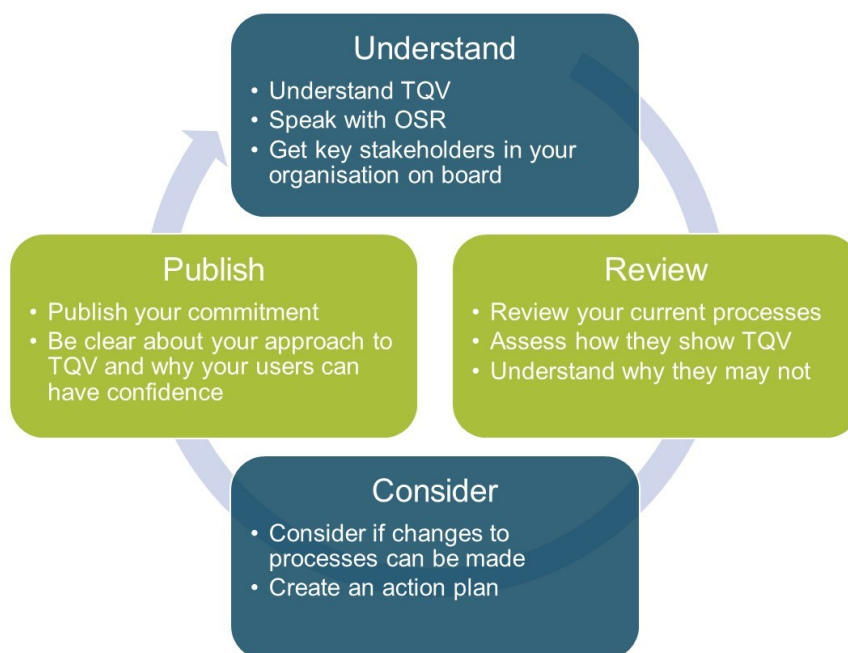 Understand
• Understand TQV
• Speak with OSR
• Get key stakeholders in your
organisation on board
Review
• Review your current processes
• Assess how they show TQV
• Understand why they may not
Consider
• Consider if changes to
processes can be made
• Create an action plan
Publish
• Publish your commitment
• Be clear about your approach to
TQV and why your users can
have confidence